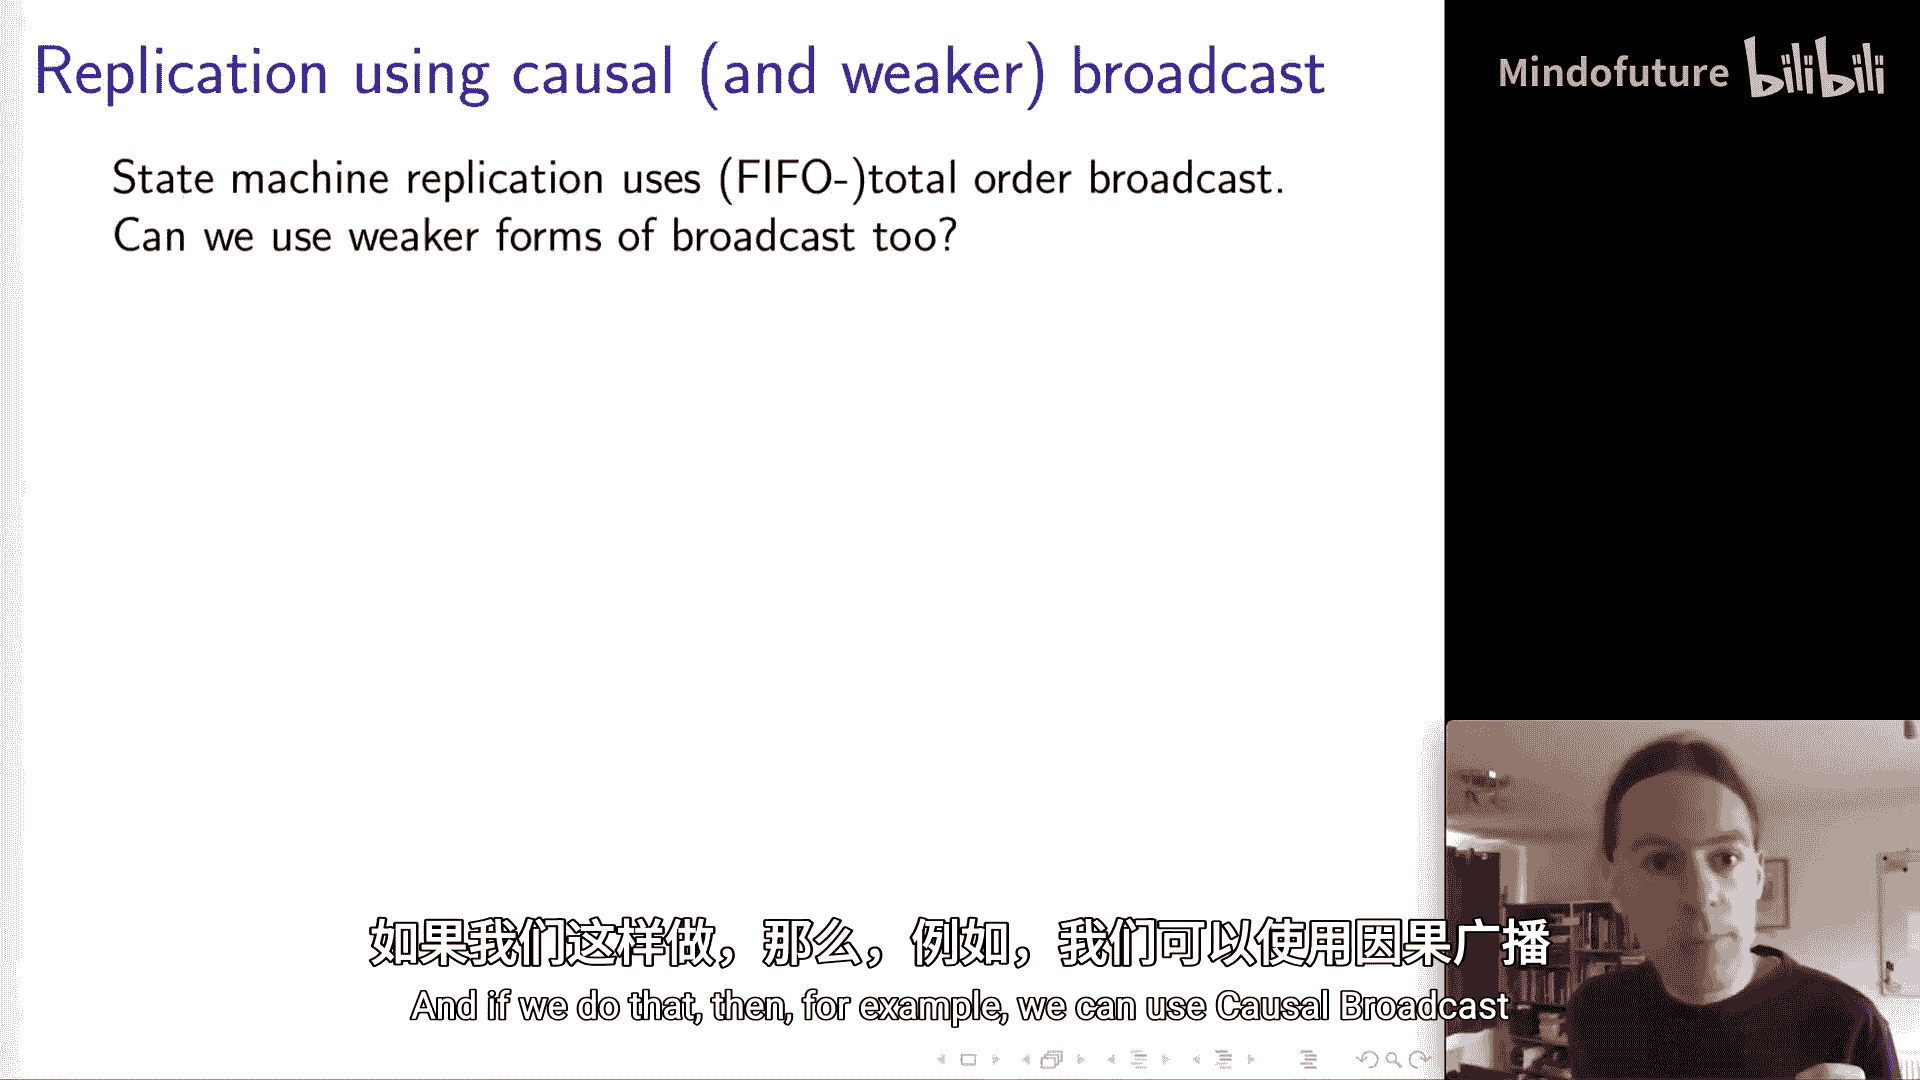 Replication using causal (and weaker) broadcast
Mindofuture bilibili
State machine replication uses (FIFO-)total order broadcast.
Can we use weaker forms of broadcast too?
如果我们这样做，那么，例如，我们可以使用因果广播
And if we do that, then, for example, we can use Causal Broadcast